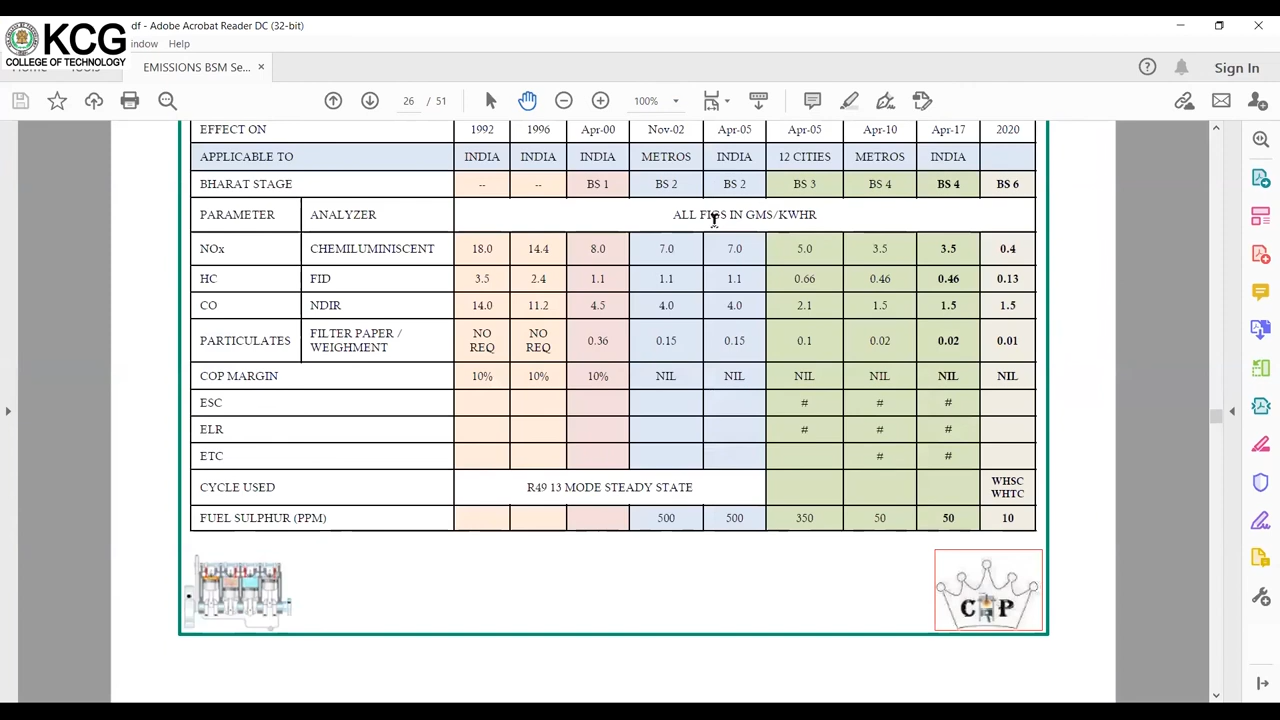 df - Adobe Acrobat Reader DC (32-bit)
KCG
COLLEGE OF TECHNOLOGY
indow Help
Home Tools EMISSIONS BSM Se... × Sign In
26 / 51 100%
EFFECT ON 1992 1996 Apr-00 Nov-02 Apr-05 Apr-05 Apr-10 Apr-17 2020
APPLICABLE TO INDIA INDIA INDIA METROS INDIA 12 CITIES METROS INDIA
BHARAT STAGE -- -- BS 1 BS 2 BS 2 BS 3 BS 4 BS 4 BS 6
PARAMETER ANALYZER ALL FIGS IN GMS/KWHR
NOx CHEMILUMINISCENT 18.0 14.4 8.0 7.0 7.0 5.0 3.5 3.5 0.4
HC FID 3.5 2.4 1.1 1.1 1.1 0.66 0.46 0.46 0.13
CO NDIR 14.0 11.2 4.5 4.0 4.0 2.1 1.5 1.5 1.5
PARTICULATES FILTER PAPER / WEIGHMENT NO REQ NO REQ 0.36 0.15 0.15 0.1 0.02 0.02 0.01
COP MARGIN 10% 10% 10% NIL NIL NIL NIL NIL NIL
ESC # # #
ELR # # #
ETC # #
CYCLE USED R49 13 MODE STEADY STATE WHSC WHTC
FUEL SULPHUR (PPM) 500 500 350 50 50 10
C P